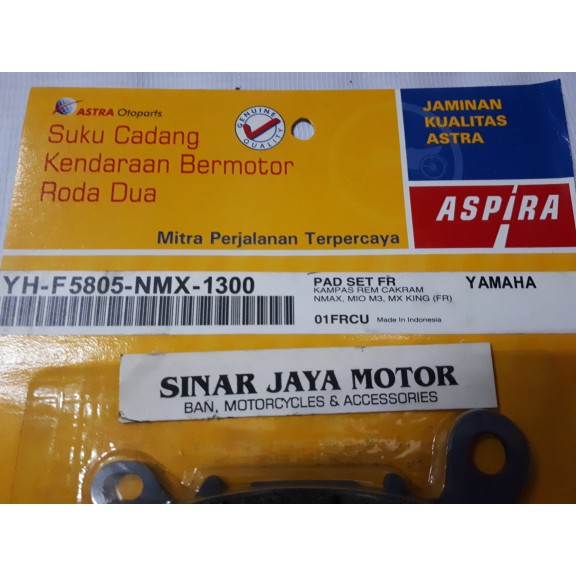 ASTRA Otoparts
Suku Cadang
Kendaraan Bermotor
Roda Dua
GENUINE
QUALITY
JAMINAN
KUALITAS
ASTRA
ASPIRA
Mitra Perjalanan Terpercaya
YH-F5805-NMX-1300
PAD SET FR
KAMPAS REM CAKRAM
NMAX, MIO M3, MX KING (FR)
YAMAHA
01FRCU Made In Indonesia
SINAR JAYA MOTOR
BAN, MOTORCYCLES & ACCESSORIES